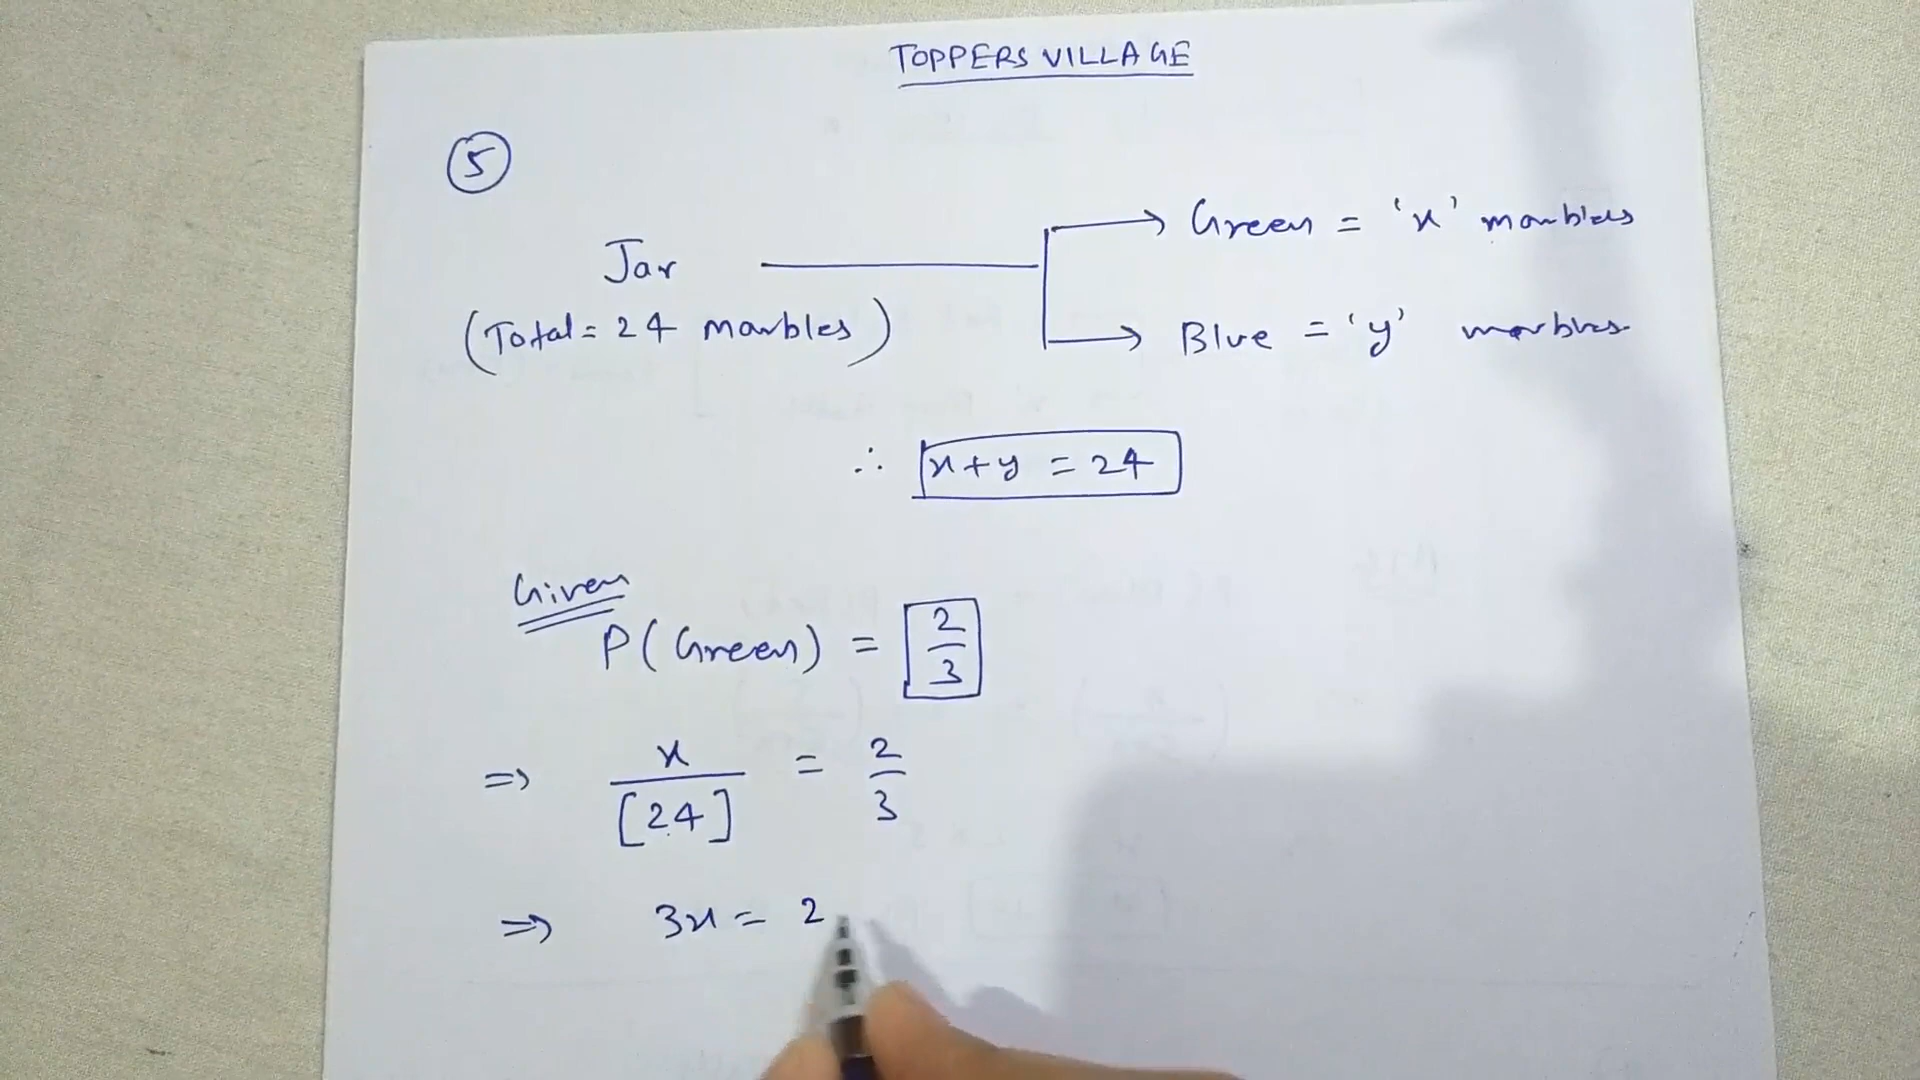 TOPPERS VILLAGE
5
Jar
(Total = 24 marbles)
Green = 'x' marbles
Blue = 'y' marbles
∴ x+y = 24
Given
P(Green) = 2/3
⇒ x/[24] = 2/3
⇒ 3x = 2